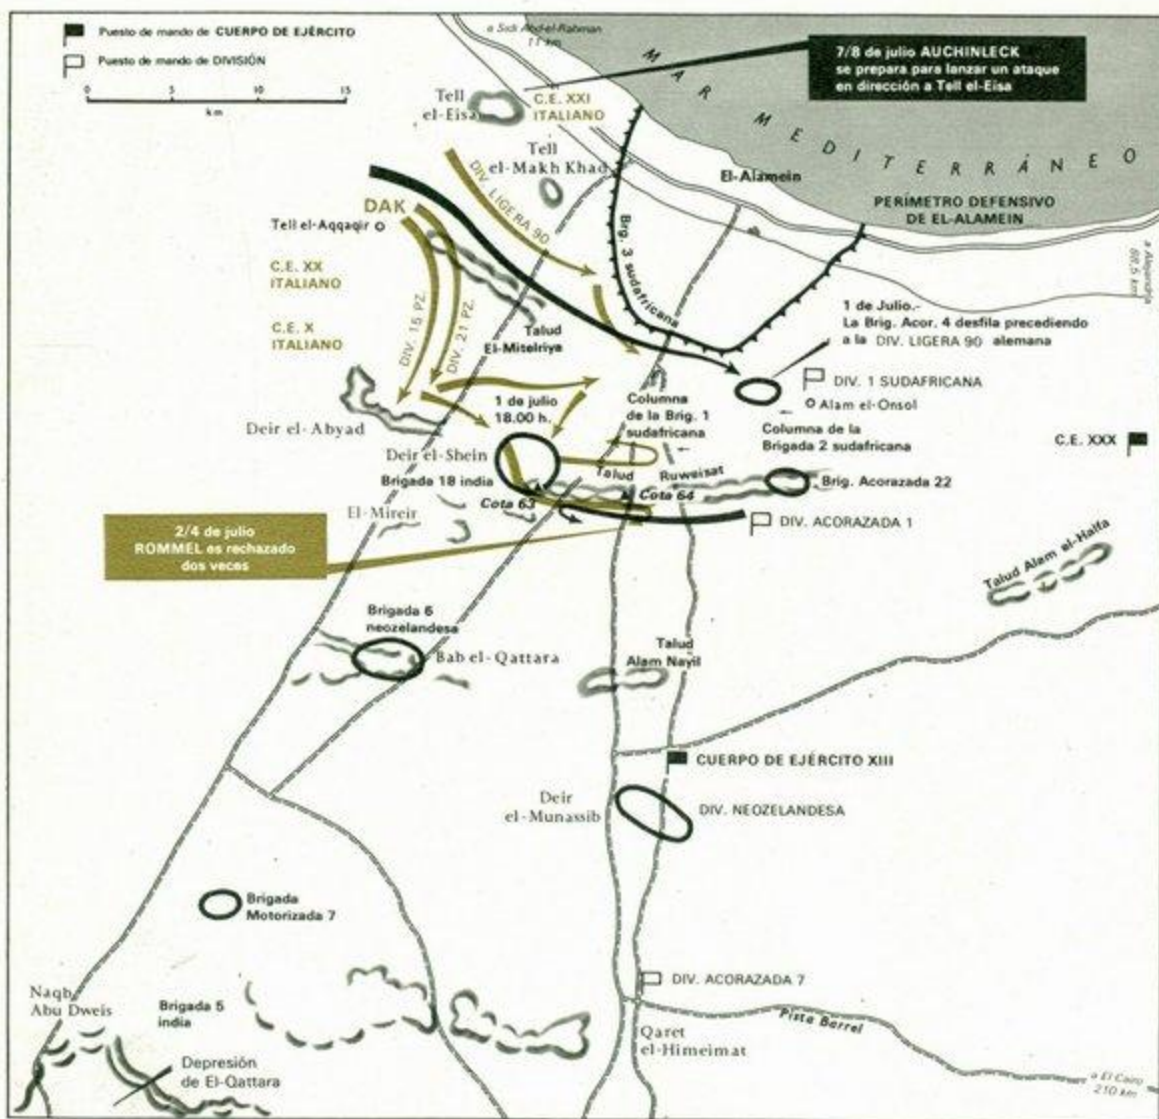 Puesto de mando de CUERPO DE EJÉRCITO
Puesto de mando de DIVISIÓN
0 5 10 15
km
a Sidi Abd-el-Rahman
11 km
MAR MEDITERRÁNEO
7/8 de julio AUCHINLECK
se prepara para lanzar un ataque
en dirección a Tell el-Eisa
Tell
el-Eisa
C.E. XXI
ITALIANO
Tell
el-Makh Khad
El-Alamein
PERÍMETRO DEFENSIVO
DE EL-ALAMEIN
DIV. LIGERA 90
DAK
Tell el-Aqqaqir
Brg. 3 sudafricana
a Alejandría
88,5 km
C.E. XX
ITALIANO
C.E. X
ITALIANO
DIV. 15 PZ.
DIV. 21 PZ.
Talud
El-Miteiriya
1 de Julio.-
La Brig. Acor. 4 desfila precediendo
a la DIV. LIGERA 90 alemana
DIV. 1 SUDAFRICANA
Alam el-Onsol
1 de julio
18.00 h.
Columna
de la Brig. 1
sudafricana
Columna de la
Brigada 2 sudafricana
C.E. XXX
Deir el-Abyad
Deir el-Shein
Brigada 18 india
Talud Ruweisat
Brig. Acorazada 22
Cota 63
Cota 64
El-Mireir
DIV. ACORAZADA 1
2/4 de julio
ROMMEL es rechazado
dos veces
Talud Alam el-Halfa
Brigada 6
neozelandesa
Bab el-Qattara
Talud
Alam Nayil
CUERPO DE EJÉRCITO XIII
Deir
el-Munassib
DIV. NEOZELANDESA
Brigada
Motorizada 7
DIV. ACORAZADA 7
Naqb
Abu Dweis
Brigada 5
india
Pista Barrel
Qaret
el-Himeimat
Depresión
de El-Qattara
a El Cairo
210 km